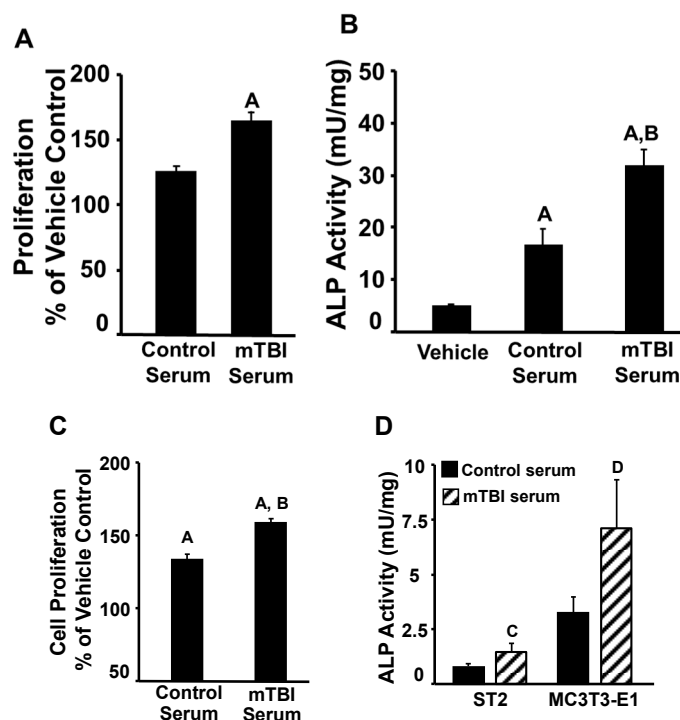 A
Proliferation
% of Vehicle Control
200
150
100
50
0
A
Control
Serum
mTBI
Serum
B
ALP Activity (mU/mg)
50
40
30
20
10
0
A
A,B
Vehicle
Control
Serum
mTBI
Serum
C
Cell Proliferation
% of Vehicle Control
200
150
100
50
A
A, B
Control
Serum
mTBI
Serum
D
ALP Activity (mU/mg)
10
7.5
5
2.5
0
Control serum
mTBI serum
C
D
ST2
MC3T3-E1